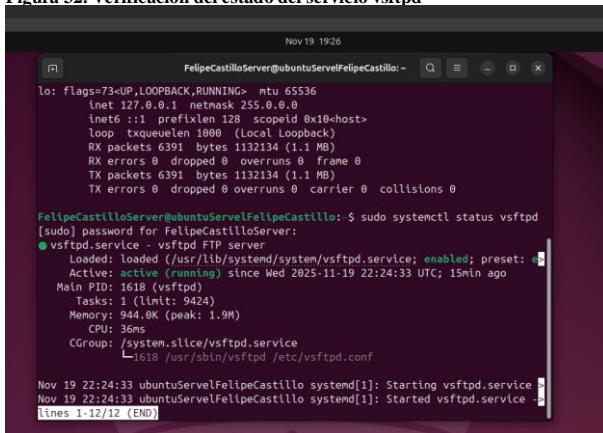 Figura 32. Verificación del estado del servicio vsftpd
Nov 19 19:26
FelipeCastilloServer@ubuntuServelFelipeCastillo: ~
lo: flags=73<UP,LOOPBACK,RUNNING> mtu 65536
inet 127.0.0.1 netmask 255.0.0.0
inet6 ::1 prefixlen 128 scopeid 0x10<host>
loop txqueuelen 1000 (Local Loopback)
RX packets 6391 bytes 1132134 (1.1 MB)
RX errors 0 dropped 0 overruns 0 frame 0
TX packets 6391 bytes 1132134 (1.1 MB)
TX errors 0 dropped 0 overruns 0 carrier 0 collisions 0
FelipeCastilloServer@ubuntuServelFelipeCastillo:~$ sudo systemctl status vsftpd
[sudo] password for FelipeCastilloServer:
● vsftpd.service - vsftpd FTP server
Loaded: loaded (/usr/lib/systemd/system/vsftpd.service; enabled; preset: e>
Active: active (running) since Wed 2025-11-19 22:24:33 UTC; 15min ago
Main PID: 1618 (vsftpd)
Tasks: 1 (limit: 9424)
Memory: 944.0K (peak: 1.9M)
CPU: 36ms
CGroup: /system.slice/vsftpd.service
└─1618 /usr/sbin/vsftpd /etc/vsftpd.conf
Nov 19 22:24:33 ubuntuServelFelipeCastillo systemd[1]: Starting vsftpd.service >
Nov 19 22:24:33 ubuntuServelFelipeCastillo systemd[1]: Started vsftpd.service ->
lines 1-12/12 (END)